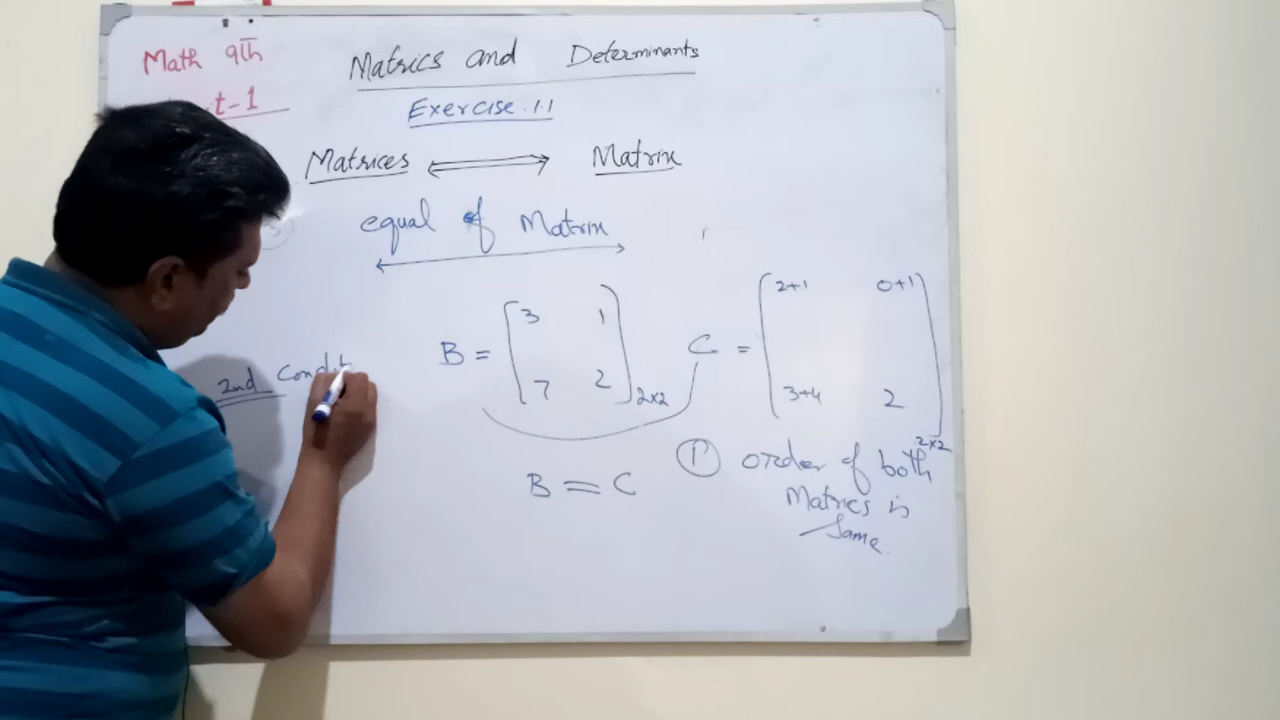 Math 9th
t-1
Matrics and Determinants
Exercise 1.1
Matrices ⟷ Matrix
equal of Matrix
B = [3 1
7 2] 2x2
C = [2+1 0+1
3+4 2] 2x2
B = C
① order of both
Matrics is
Same
2nd Condit